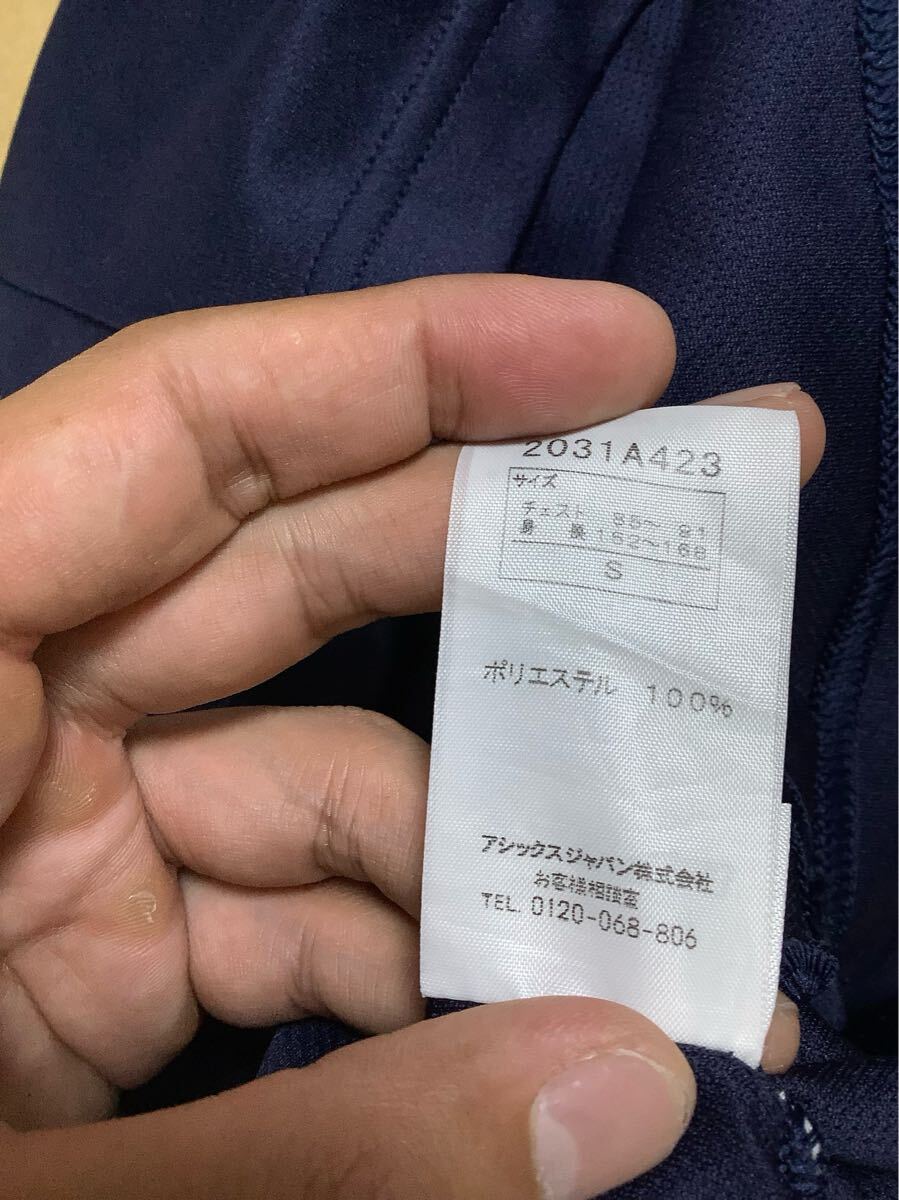 2031A423
サイズ
チェスト 85～91
身 長 162～168
S
ポリエステル 100%
アシックスジャパン株式会社
お客様相談室
TEL. 0120-068-806